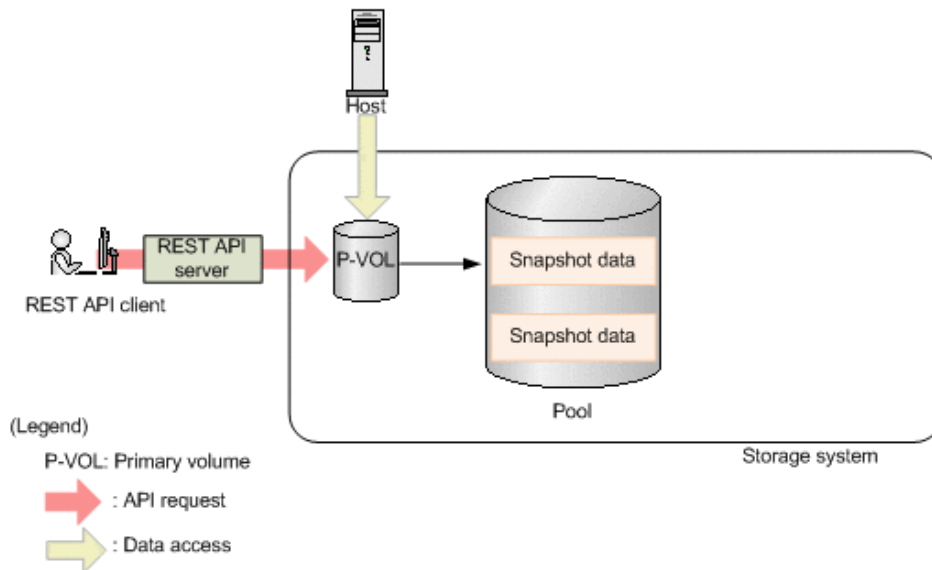 Host
REST API
server
P-VOL
Snapshot data
REST API client
Snapshot data
Pool
(Legend)
Storage system
P-VOL: Primary volume
: API request
: Data access